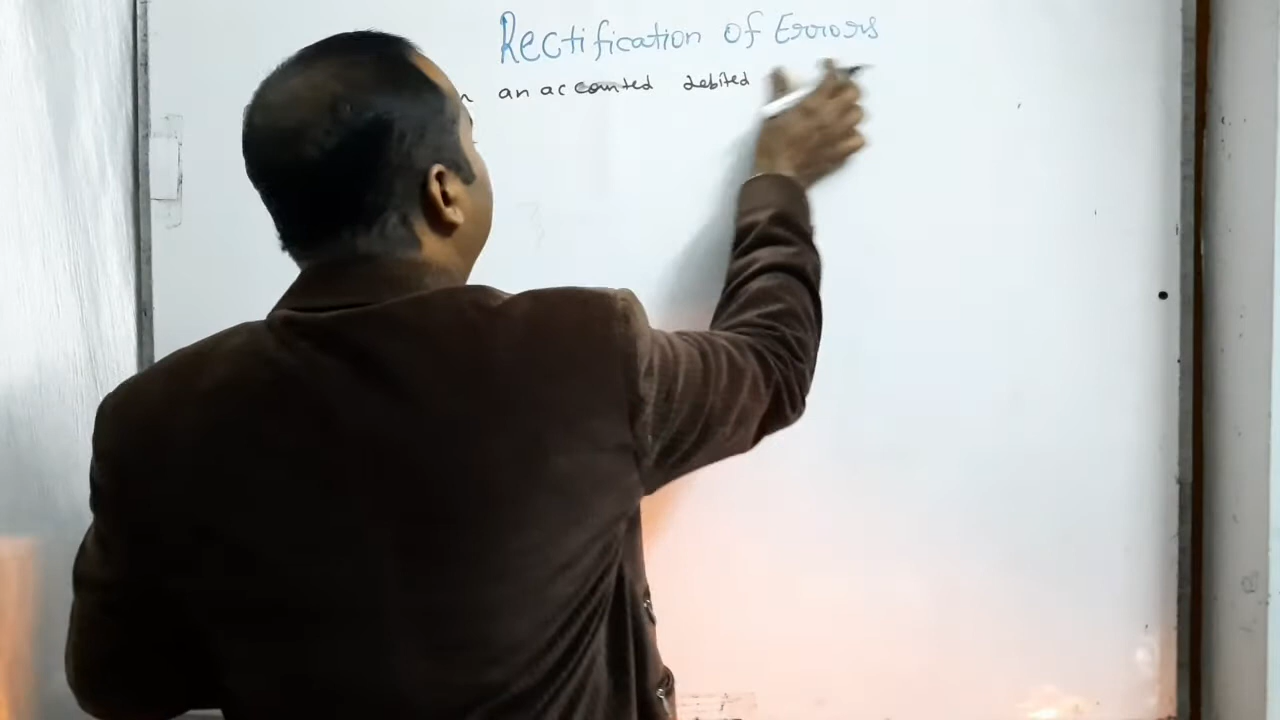 Rectification of Errors
an accounted debited